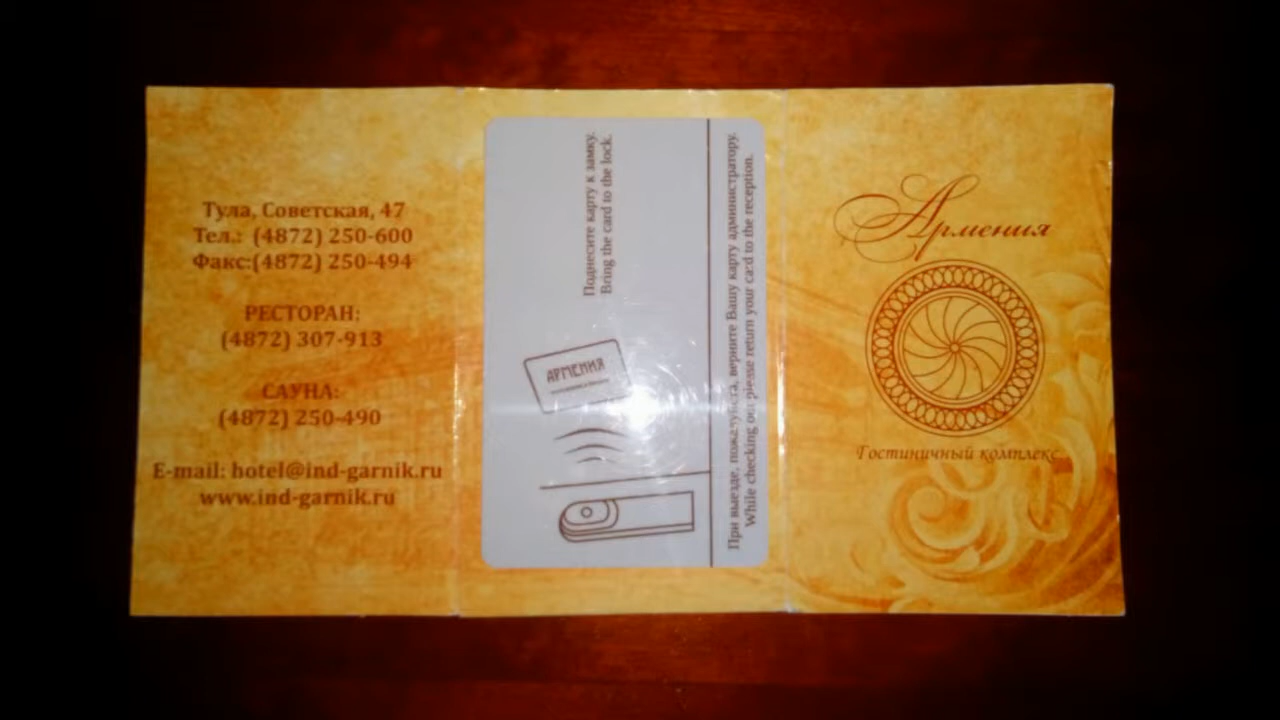 Тула, Советская, 47
Тел.: (4872) 250-600
Факс:(4872) 250-494
РЕСТОРАН:
(4872) 307-913
САУНА:
(4872) 250-490
E-mail: hotel@ind-garnik.ru
www.ind-garnik.ru
Поднесите карту к замку.
Bring the card to the lock.
АРМЕНИЯ
При выезде, пожалуйста, верните Вашу карту администратору.
While checking out please return your card to the reception.
Армения
Гостиничный комплекс